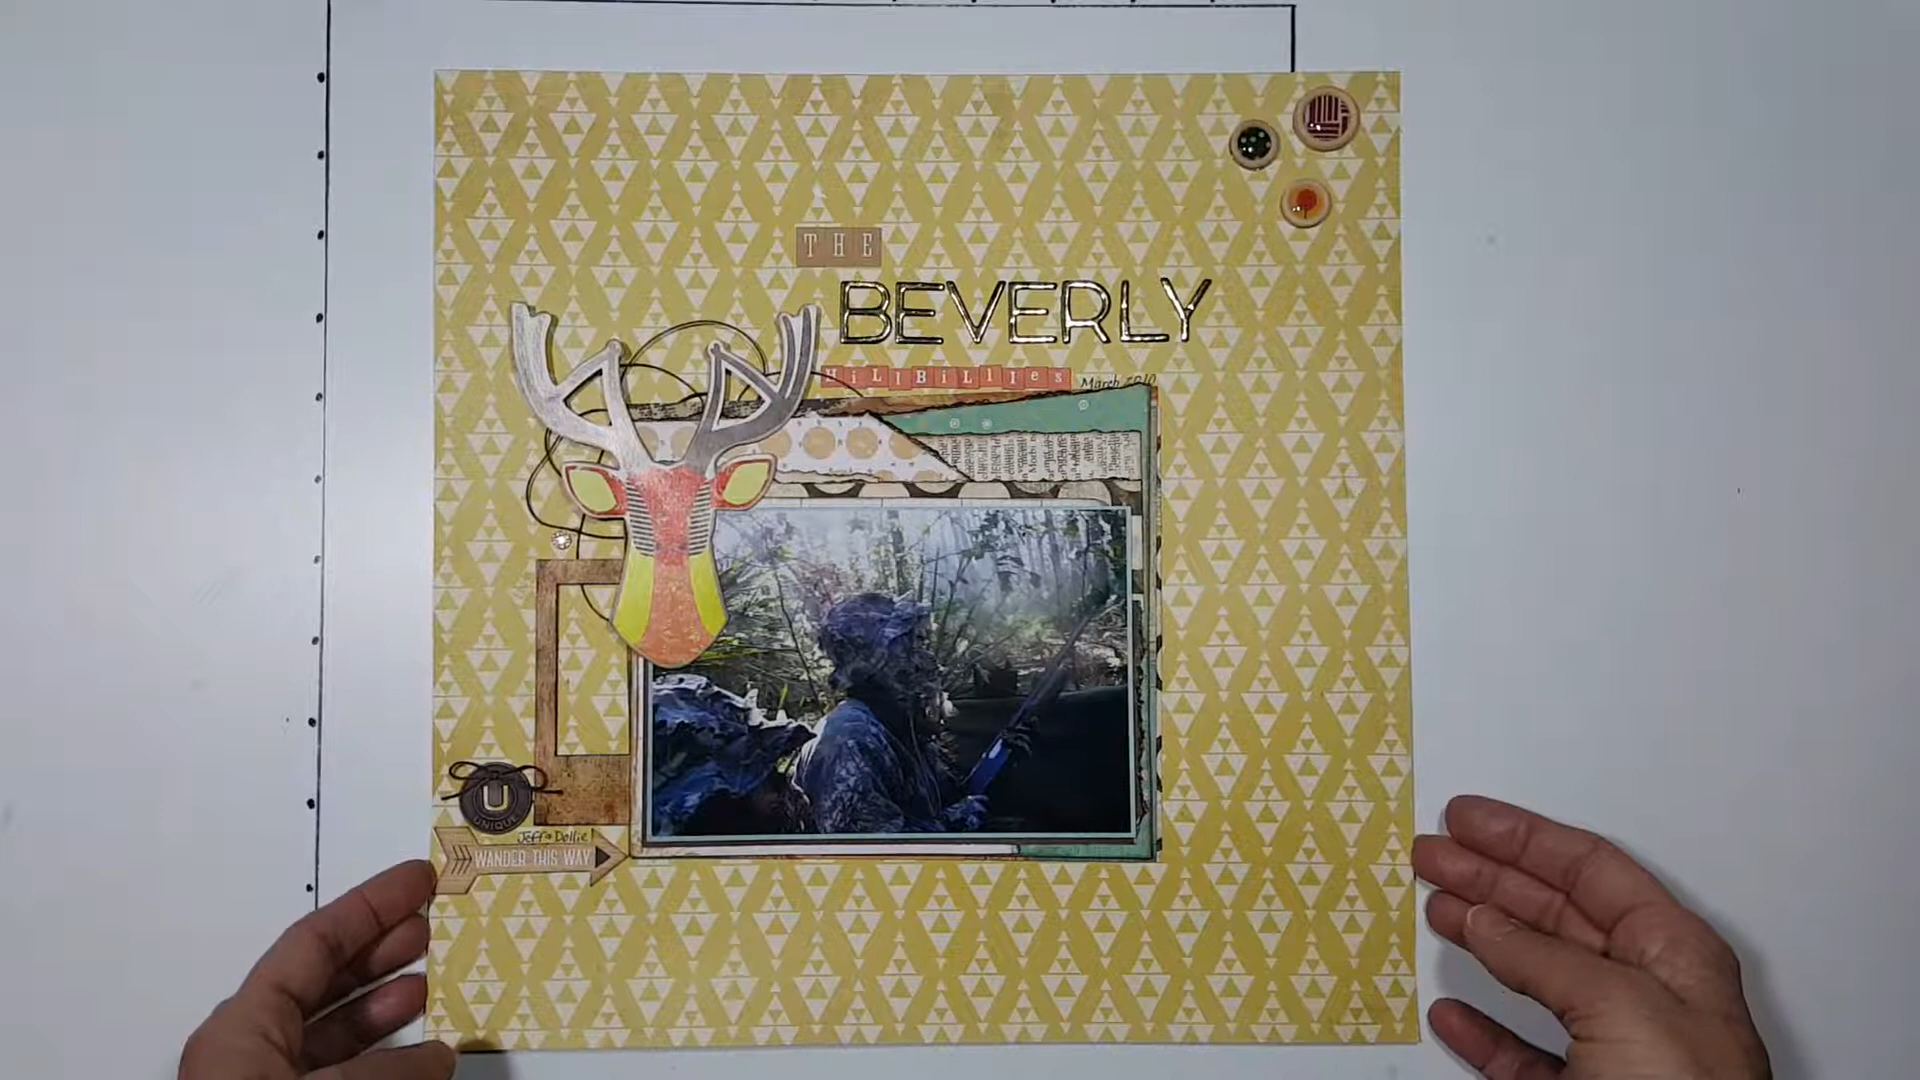 THE
BEVERLY
HiLlBiLlIes
March 2010
U
UNIQUE
Jeff & Dollie!
WANDER THIS WAY